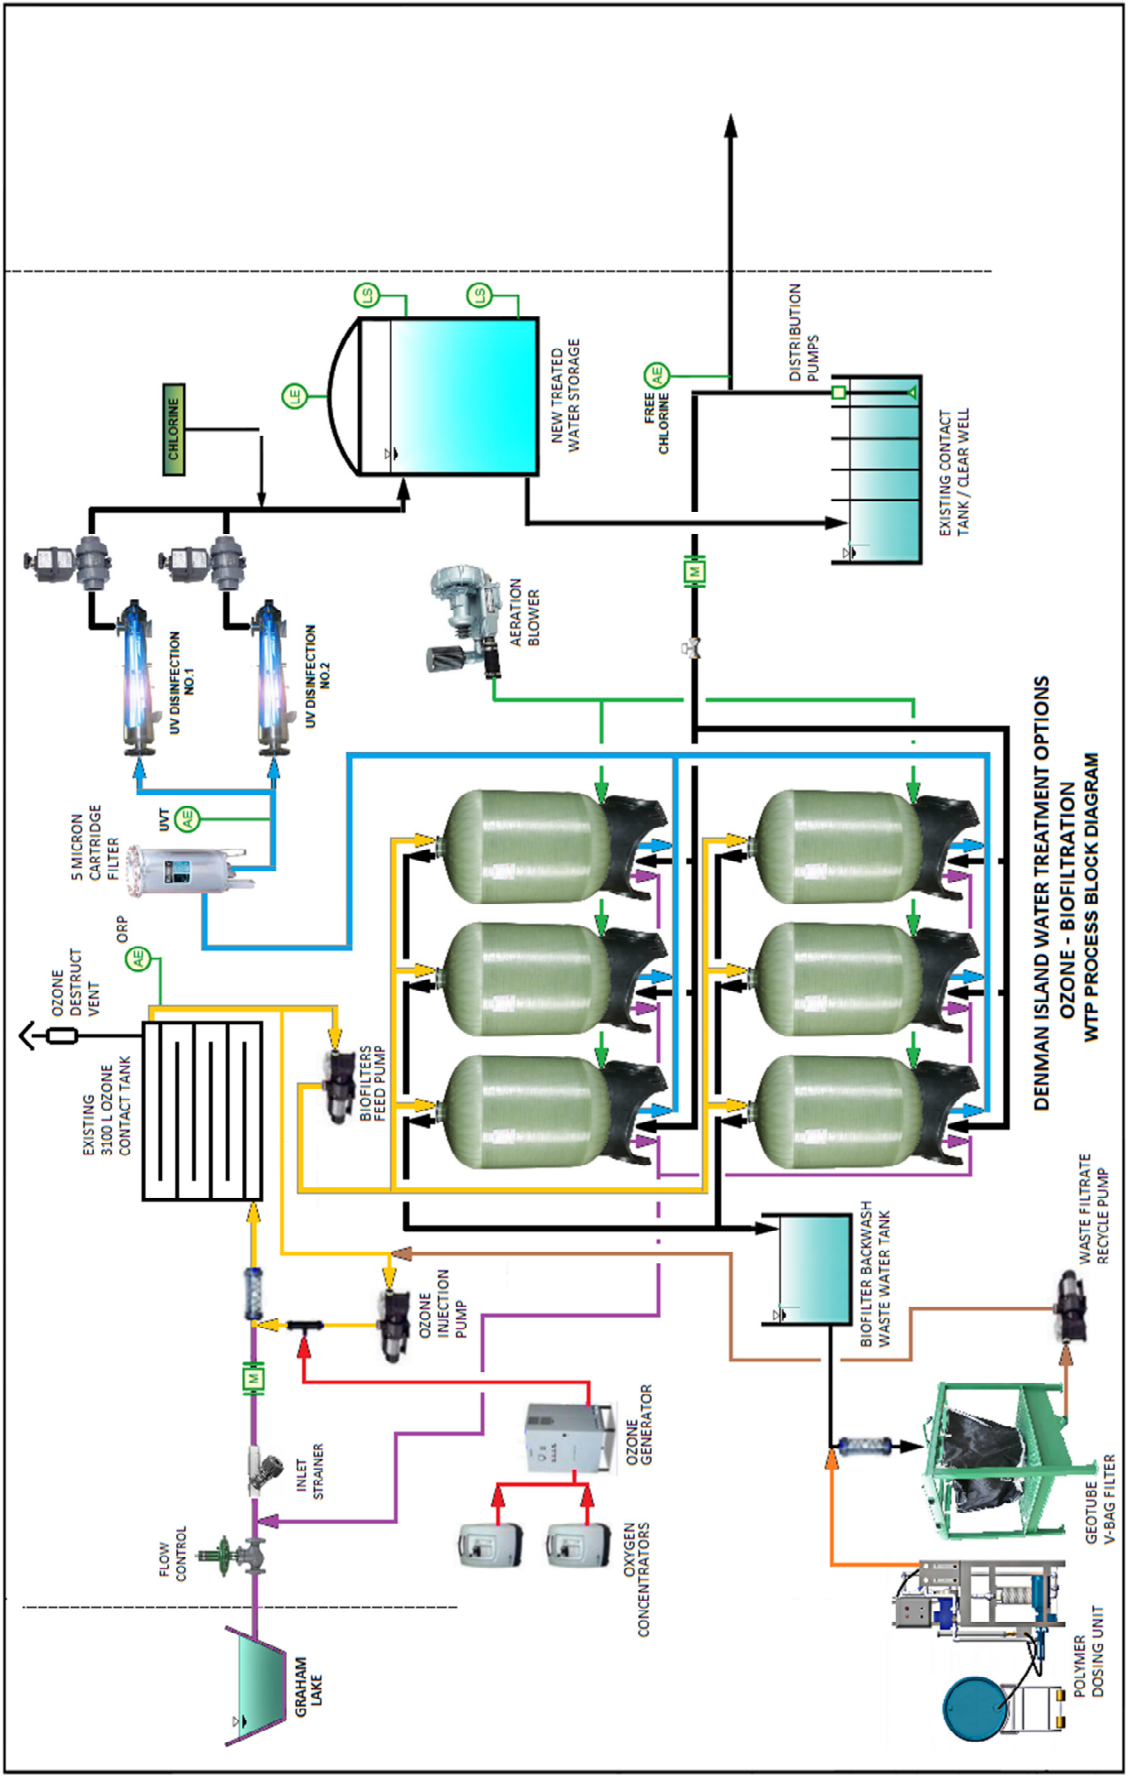 GRAHAM
LAKE
FLOW
CONTROL
INLET
STRAINER
M
OXYGEN
CONCENTRATORS
OZONE
GENERATOR
OZONE
INJECTION
PUMP
EXISTING
3100 L OZONE
CONTACT TANK
OZONE
DESTRUCT
VENT
AE
ORP
BIOFILTERS
FEED PUMP
5 MICRON
CARTRIDGE
FILTER
AE
UVT
UV DISINFECTION
NO.1
UV DISINFECTION
NO.2
CHLORINE
LE
LS
LS
NEW TREATED
WATER STORAGE
AERATION
BLOWER
M
FREE
CHLORINE
AE
DISTRIBUTION
PUMPS
EXISTING CONTACT
TANK / CLEAR WELL
BIOFILTER BACKWASH
WASTE WATER TANK
WASTE FILTRATE
RECYCLE PUMP
GEOTUBE
V-BAG FILTER
POLYMER
DOSING UNIT
DENMAN ISLAND WATER TREATMENT OPTIONS
OZONE - BIOFILTRATION
WTP PROCESS BLOCK DIAGRAM